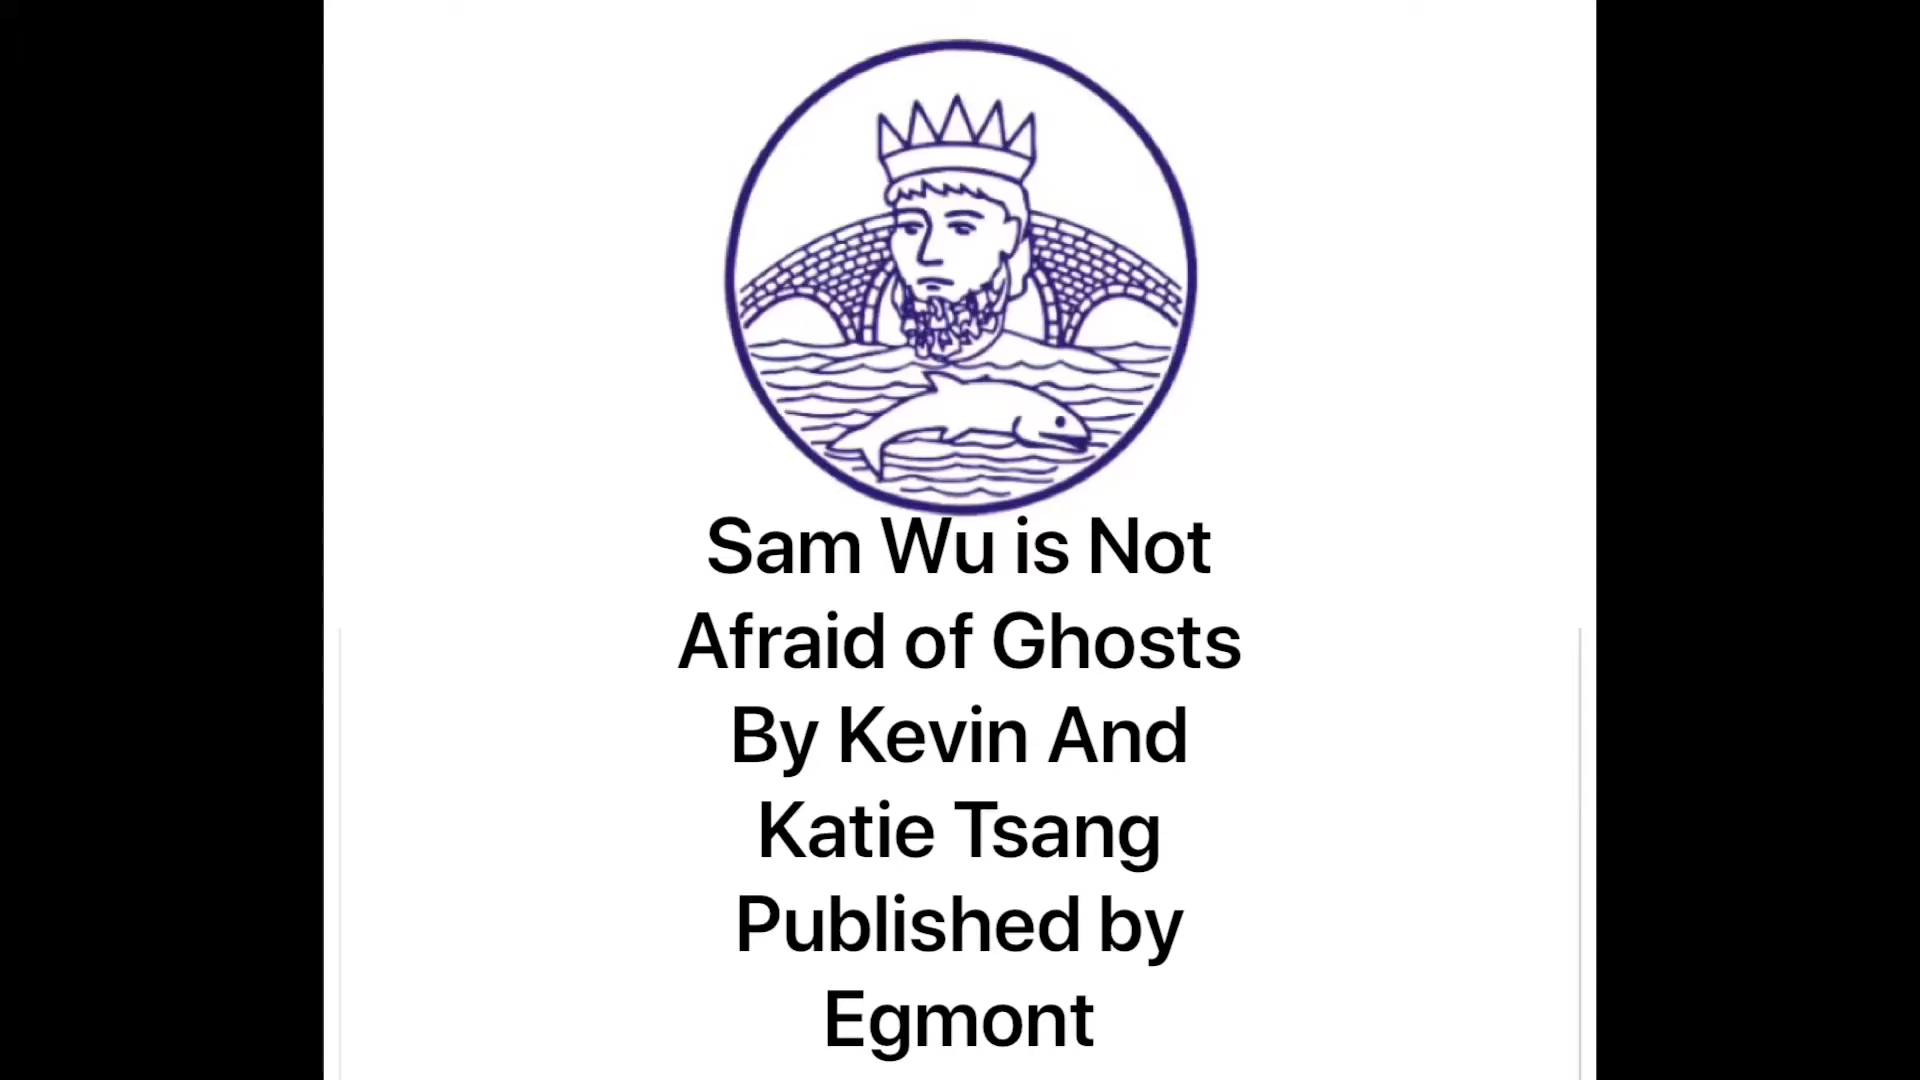 Sam Wu is Not
Afraid of Ghosts
By Kevin And
Katie Tsang
Published by
Egmont